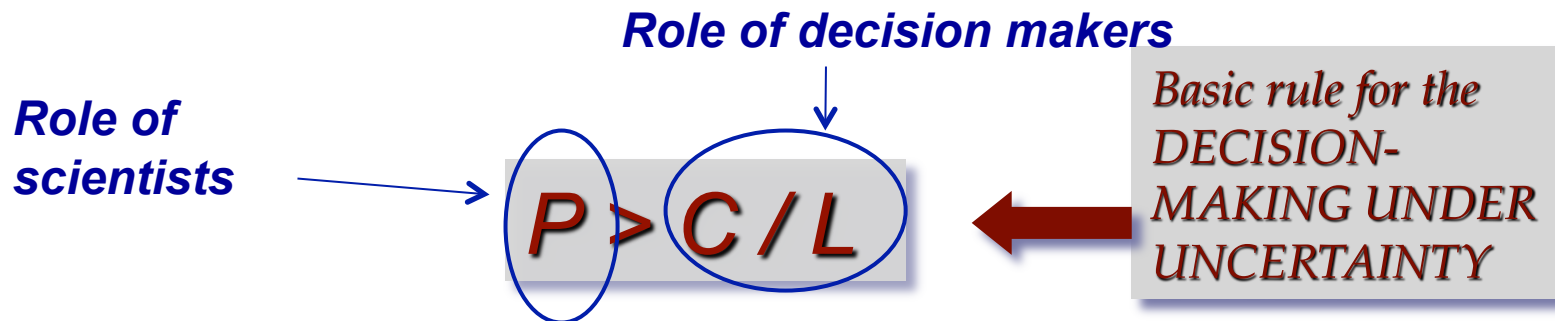 Role of decision makers
Role of
scientists
P > C / L
Basic rule for the
DECISION-
MAKING UNDER
UNCERTAINTY